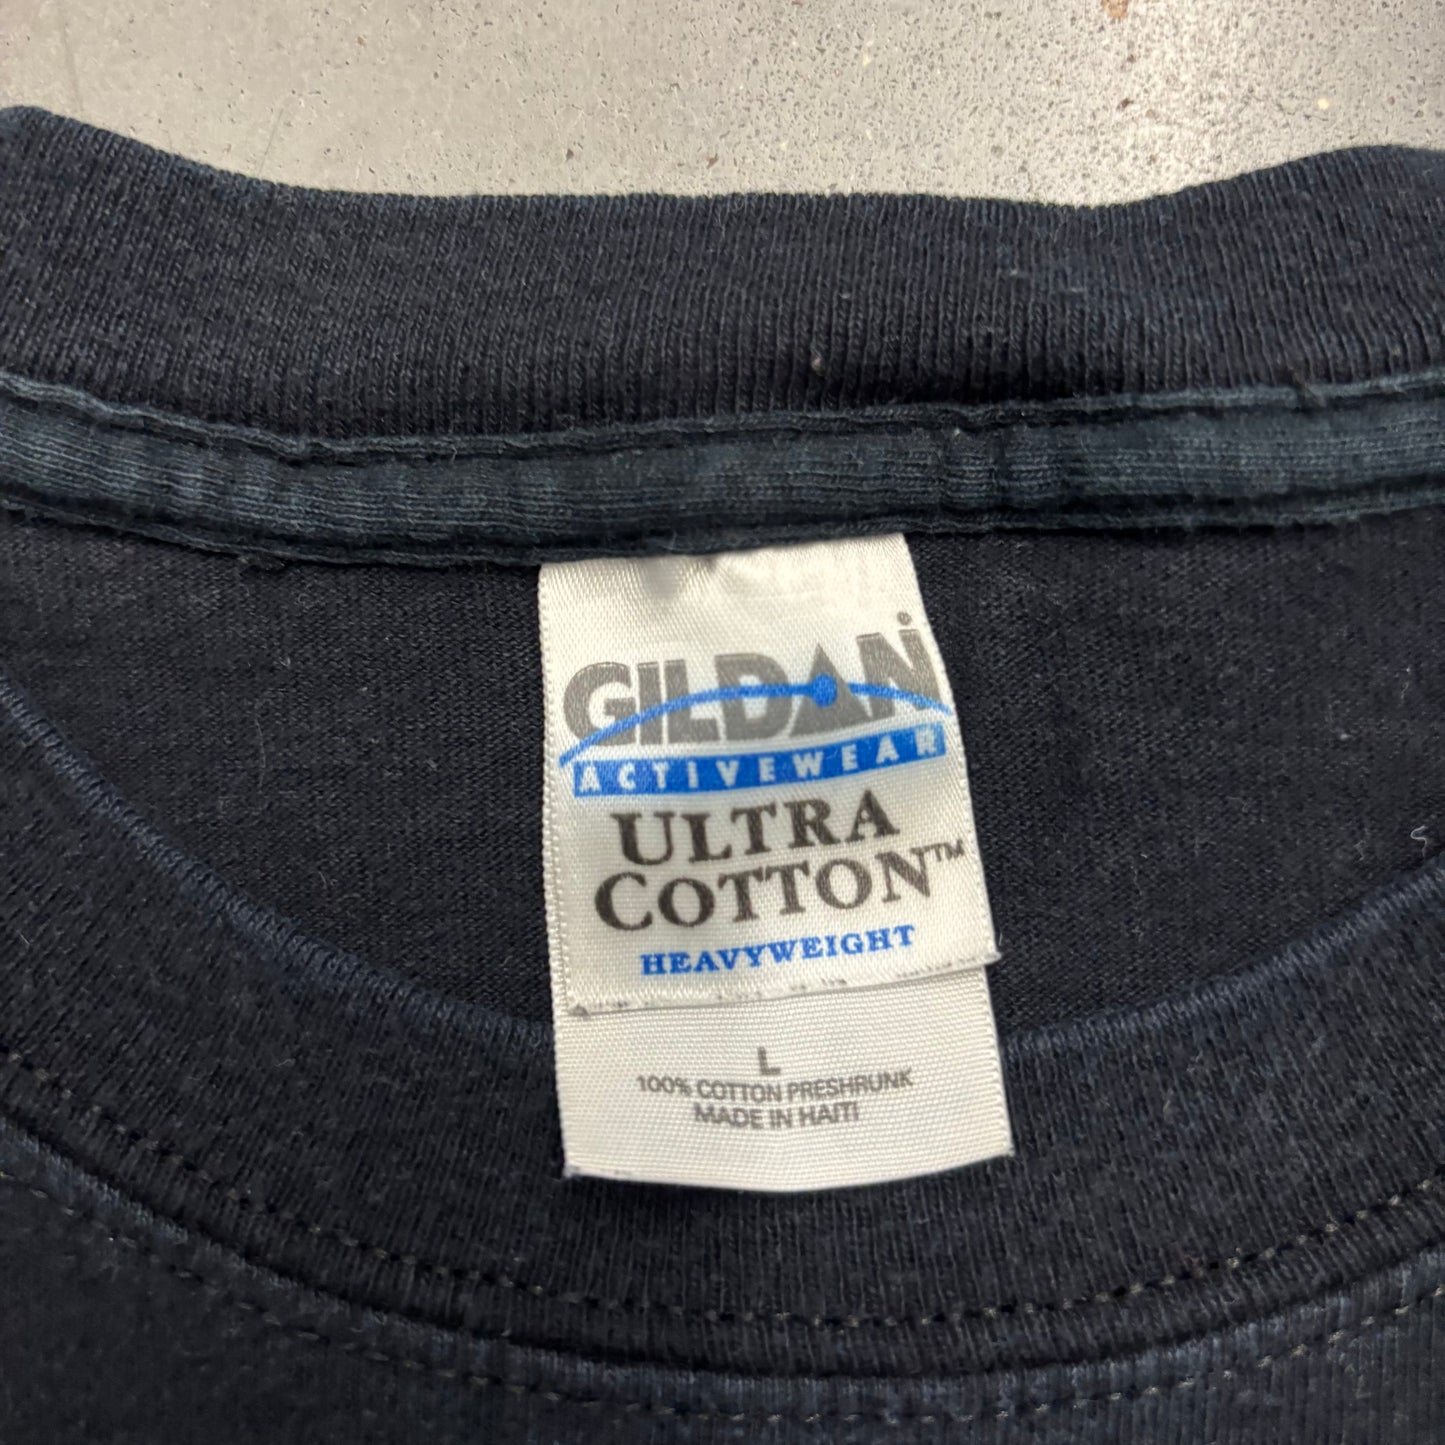 GILDAN
ACTIVEWEAR
ULTRA
COTTON™
HEAVYWEIGHT
L
100% COTTON PRESHRUNK
MADE IN HAITI